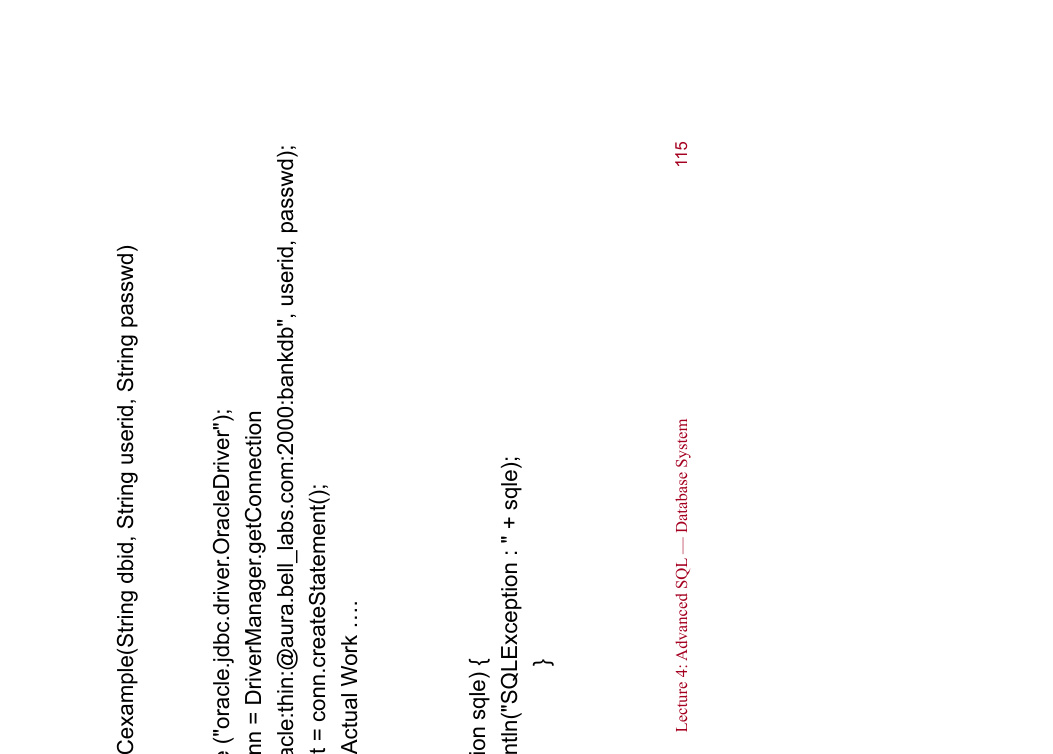 Cexample(String dbid, String userid, String passwd)
e ("oracle.jdbc.driver.OracleDriver");
nn = DriverManager.getConnection
acle:thin:@aura.bell_labs.com:2000:bankdb", userid, passwd);
t = conn.createStatement();
Actual Work ….
ion sqle) {
ntln("SQLException : " + sqle);
}
Lecture 4: Advanced SQL — Database System 115